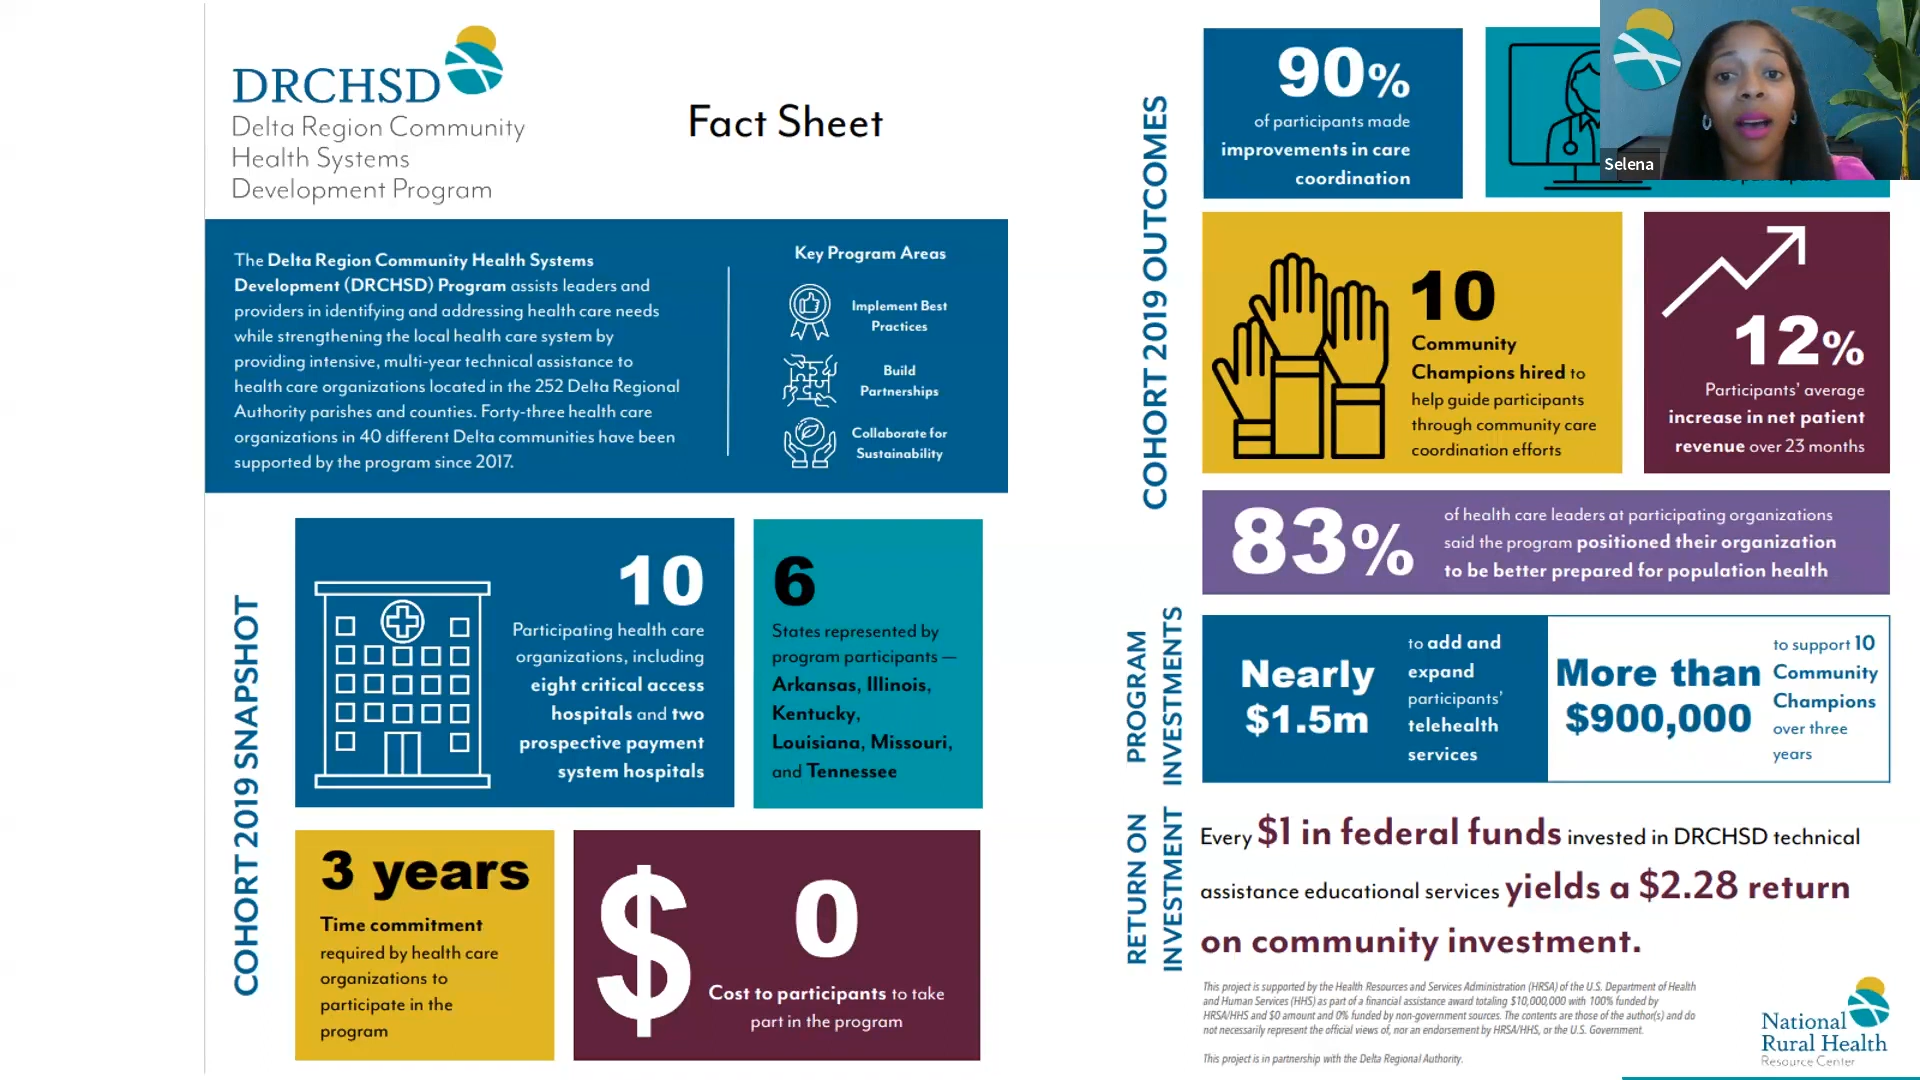 DRCHSD
Delta Region Community
Health Systems
Development Program
Fact Sheet
The Delta Region Community Health Systems
Development (DRCHSD) Program assists leaders and
providers in identifying and addressing health care needs
while strengthening the local health care system by
providing intensive, multi-year technical assistance to
health care organizations located in the 252 Delta Regional
Authority parishes and counties. Forty-three health care
organizations in 40 different Delta communities have been
supported by the program since 2017.
Key Program Areas
Implement Best
Practices
Build
Partnerships
Collaborate for
Sustainability
COHORT 2019 SNAPSHOT
10
Participating health care
organizations, including
eight critical access
hospitals and two
prospective payment
system hospitals
6
States represented by
program participants —
Arkansas, Illinois,
Kentucky,
Louisiana, Missouri,
and Tennessee
3 years
Time commitment
required by health care
organizations to
participate in the
program
$ 0
Cost to participants to take
part in the program
COHORT 2019 OUTCOMES
90%
of participants made
improvements in care
coordination
Selena
10
Community
Champions hired to
help guide participants
through community care
coordination efforts
12%
Participants' average
increase in net patient
revenue over 23 months
83%
of health care leaders at participating organizations
said the program positioned their organization
to be better prepared for population health
PROGRAM
INVESTMENTS
Nearly
$1.5m
to add and
expand
participants'
telehealth
services
More than
$900,000
to support 10
Community
Champions
over three
years
RETURN ON
INVESTMENT
Every $1 in federal funds invested in DRCHSD technical
assistance educational services yields a $2.28 return
on community investment.
This project is supported by the Health Resources and Services Administration (HRSA) of the U.S. Department of Health
and Human Services (HHS) as part of a financial assistance award totaling $10,000,000 with 100% funded by
HRSA/HHS and $0 amount and 0% funded by non-government sources. The contents are those of the author(s) and do
not necessarily represent the official views of, nor an endorsement by HRSA/HHS, or the U.S. Government.
This project is in partnership with the Delta Regional Authority.
National
Rural Health
Resource Center